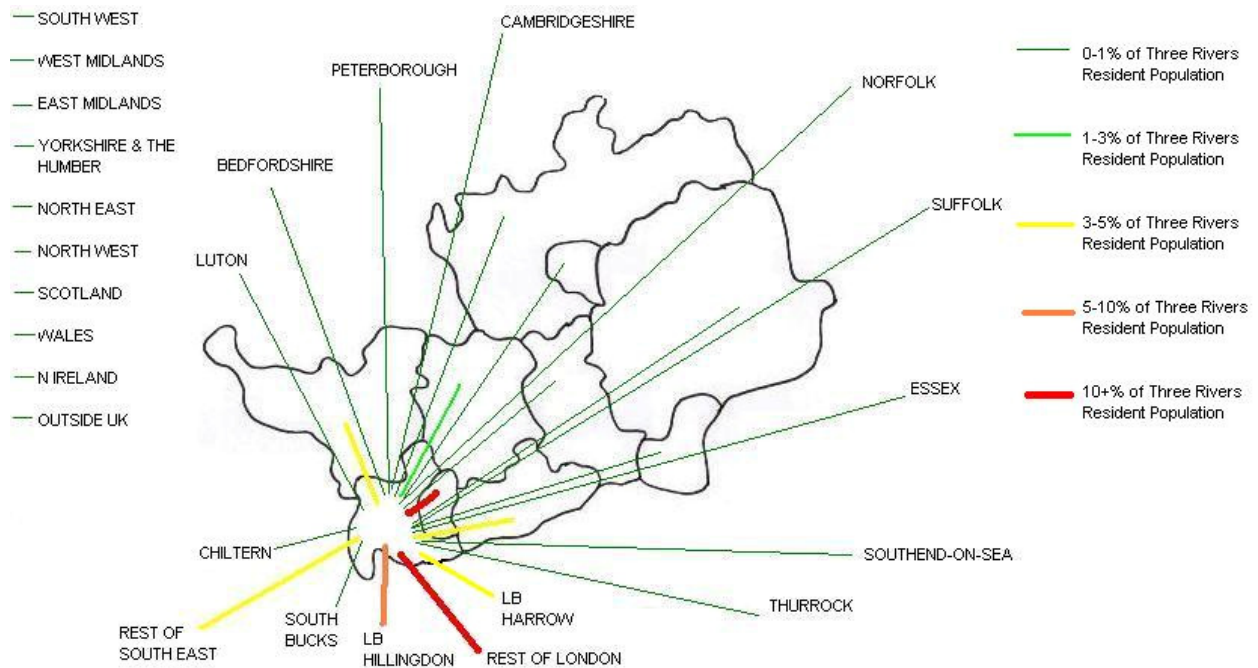 SOUTH WEST
WEST MIDLANDS
EAST MIDLANDS
YORKSHIRE & THE
HUMBER
NORTH EAST
NORTH WEST
SCOTLAND
WALES
N IRELAND
OUTSIDE UK
CAMBRIDGESHIRE
PETERBOROUGH
NORFOLK
BEDFORDSHIRE
SUFFOLK
LUTON
ESSEX
CHILTERN
SOUTHEND-ON-SEA
THURROCK
LB
HARROW
SOUTH
BUCKS
REST OF
SOUTH EAST
LB
HILLINGDON
REST OF LONDON
0-1% of Three Rivers
Resident Population
1-3% of Three Rivers
Resident Population
3-5% of Three Rivers
Resident Population
5-10% of Three Rivers
Resident Population
10+% of Three Rivers
Resident Population